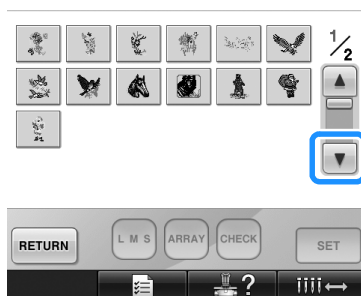 1/2
RETURN
L M S
ARRAY
CHECK
SET
?